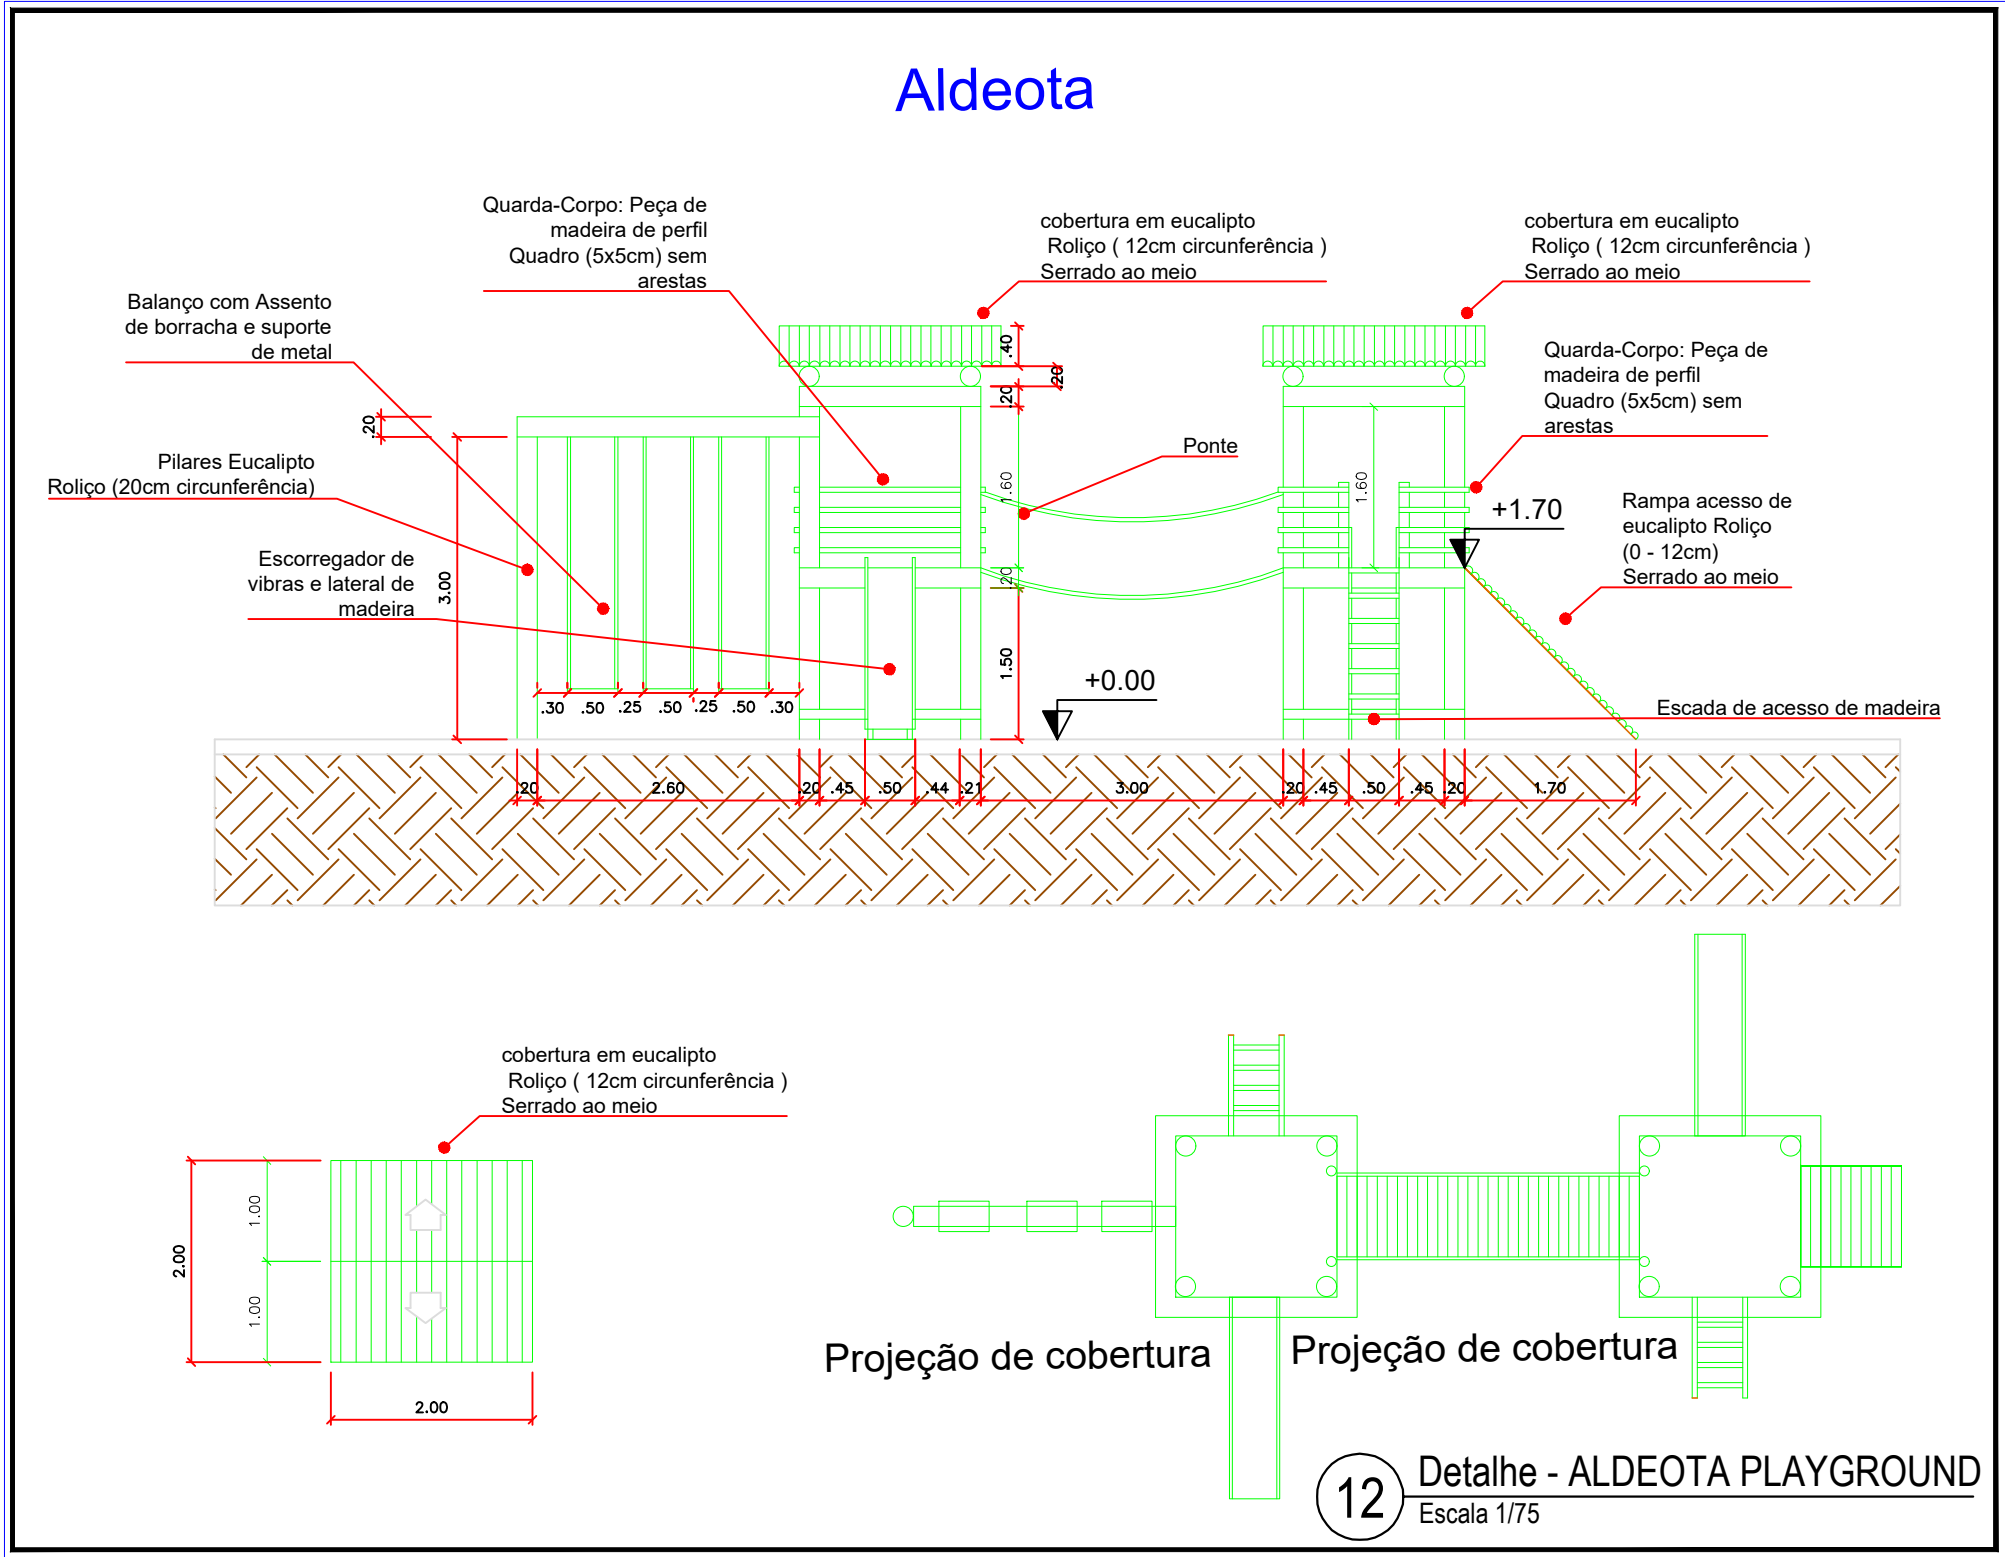 Aldeota
Quarda-Corpo: Peça de
madeira de perfil
Quadro (5x5cm) sem
arestas
cobertura em eucalipto
Roliço ( 12cm circunferência )
Serrado ao meio
cobertura em eucalipto
Roliço ( 12cm circunferência )
Serrado ao meio
Balanço com Assento
de borracha e suporte
de metal
Quarda-Corpo: Peça de
madeira de perfil
Quadro (5x5cm) sem
arestas
.40
.20
.20
.20
Pilares Eucalipto
Roliço (20cm circunferência)
Ponte
1.60
1.60
+1.70
Rampa acesso de
eucalipto Roliço
(0 - 12cm)
Serrado ao meio
Escorregador de
vibras e lateral de
madeira
3.00
.20
1.50
+0.00
.30 .50 .25 .50 .25 .50 .30
Escada de acesso de madeira
.20 2.60 .20 .45 .50 .44 .21 3.00 .20 .45 .50 .45 .20 1.70
cobertura em eucalipto
Roliço ( 12cm circunferência )
Serrado ao meio
1.00
2.00
1.00
2.00
Projeção de cobertura
Projeção de cobertura
12
Detalhe - ALDEOTA PLAYGROUND
Escala 1/75